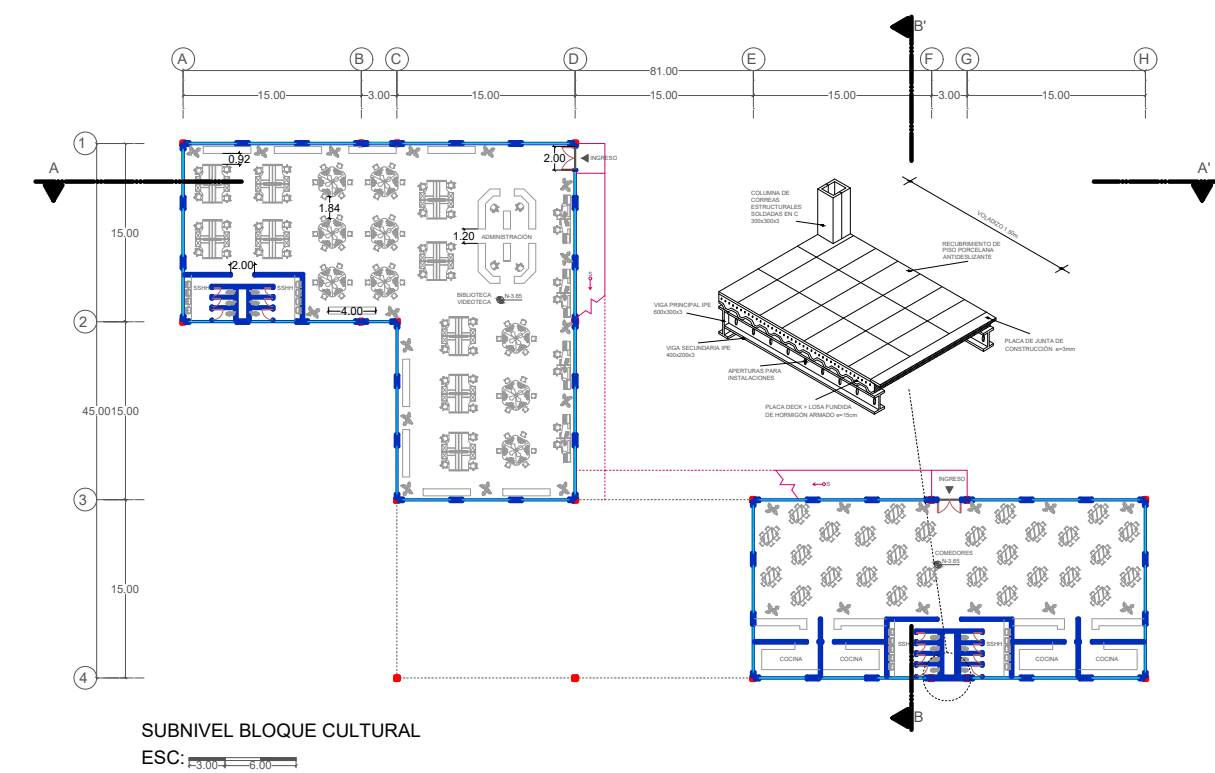 B'
A
B
C
D
E
F
G
H
81.00
15.00
3.00
15.00
15.00
15.00
3.00
15.00
1
2
3
4
A
A'
15.00
45.00
15.00
15.00
0.92
2.00
INGRESO
1.84
1.20
ADMINISTRACIÓN
2.00
SSHH
SSHH
BIBLIOTECA
VIDEOTECA
N-3.65
4.00
S
COLUMNA DE
CORREAS
ESTRUCTURALES
SOLDADAS EN C
300x300x3
VOLADIZO 1.50m
RECUBRIMIENTO DE
PISO PORCELANA
ANTIDESLIZANTE
VIGA PRINCIPAL IPE
600x300x3
VIGA SECUNDARIA IPE
400x200x3
APERTURAS PARA
INSTALACIONES
PLACA DE JUNTA DE
CONSTRUCCIÓN e=3mm
PLACA DECK + LOSA FUNDIDA
DE HORMIGÓN ARMADO e=15cm
S
INGRESO
COMEDORES
N-3.65
SSHH
SSHH
COCINA
COCINA
COCINA
COCINA
B
SUBNIVEL BLOQUE CULTURAL
ESC:
3.00
6.00